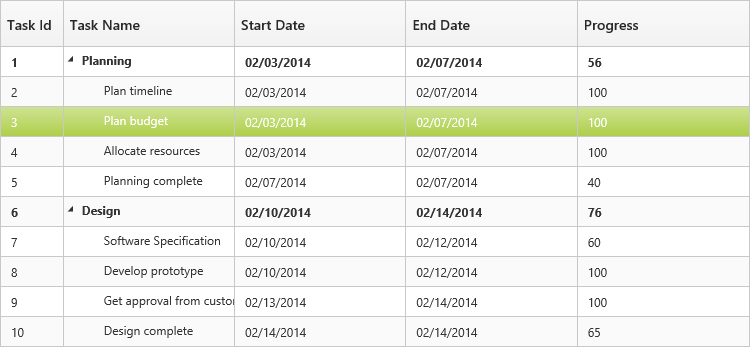 Task Id Task Name Start Date End Date Progress
1 Planning 02/03/2014 02/07/2014 56
2 Plan timeline 02/03/2014 02/07/2014 100
3 Plan budget 02/03/2014 02/07/2014 100
4 Allocate resources 02/03/2014 02/07/2014 100
5 Planning complete 02/07/2014 02/07/2014 40
6 Design 02/10/2014 02/14/2014 76
7 Software Specification 02/10/2014 02/12/2014 60
8 Develop prototype 02/10/2014 02/12/2014 100
9 Get approval from custo 02/13/2014 02/14/2014 100
10 Design complete 02/14/2014 02/14/2014 65